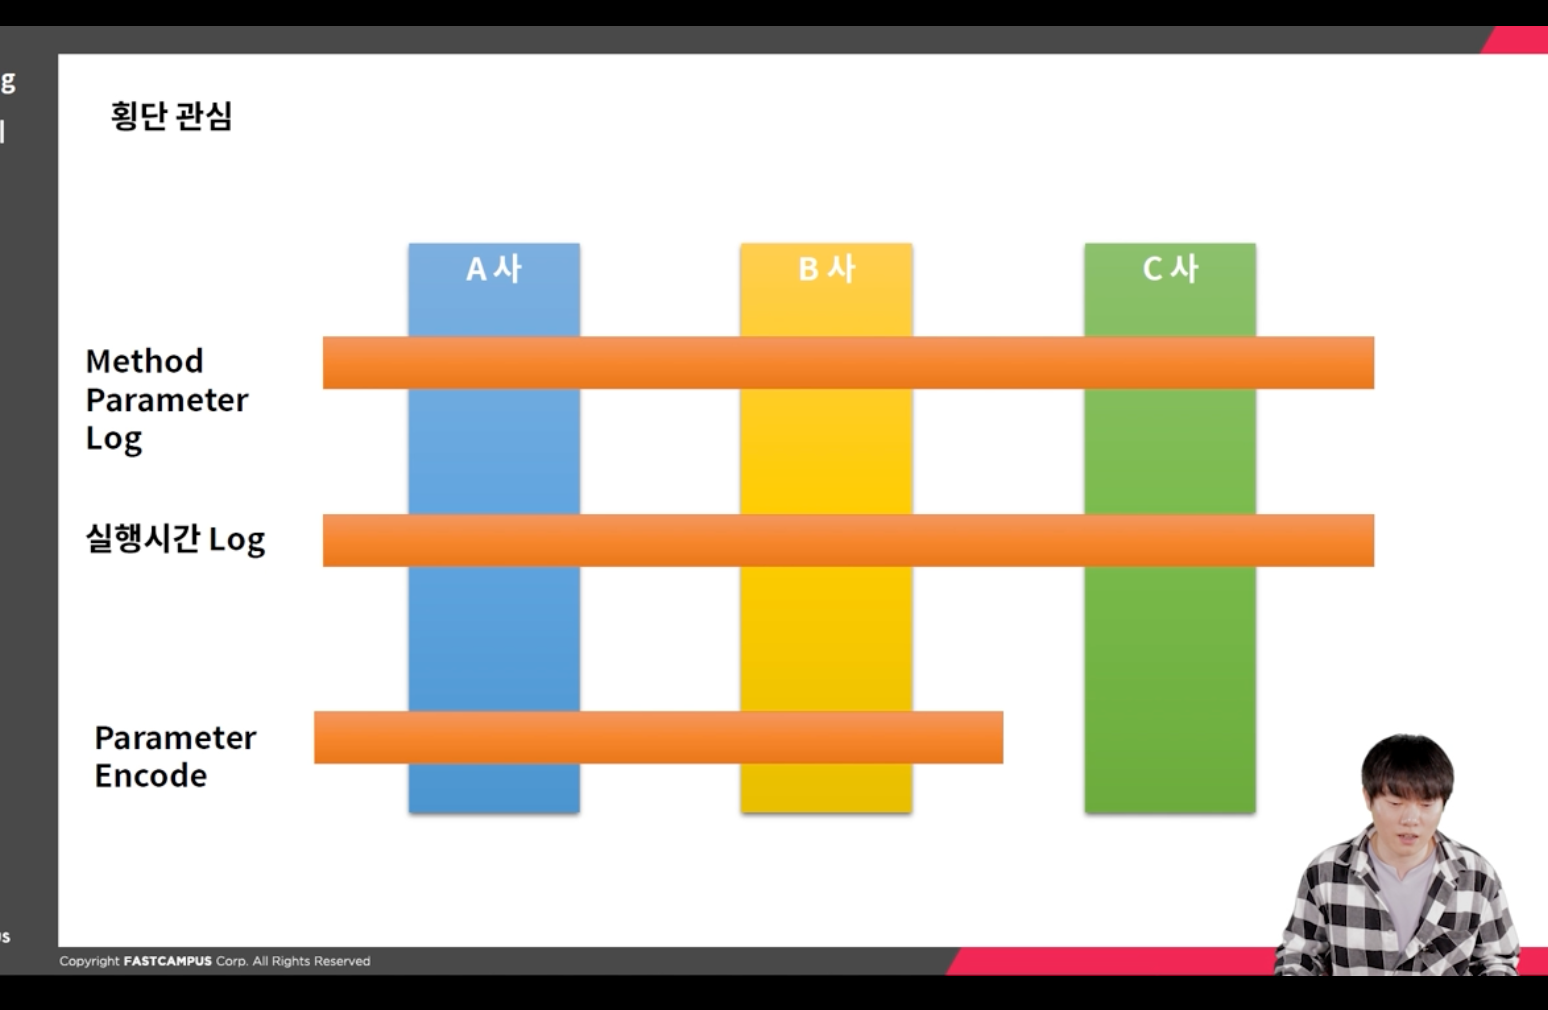 g
횡단 관심
A 사
B 사
C 사
Method
Parameter
Log
실행시간 Log
Parameter
Encode
Copyright FASTCAMPUS Corp. All Rights Reserved